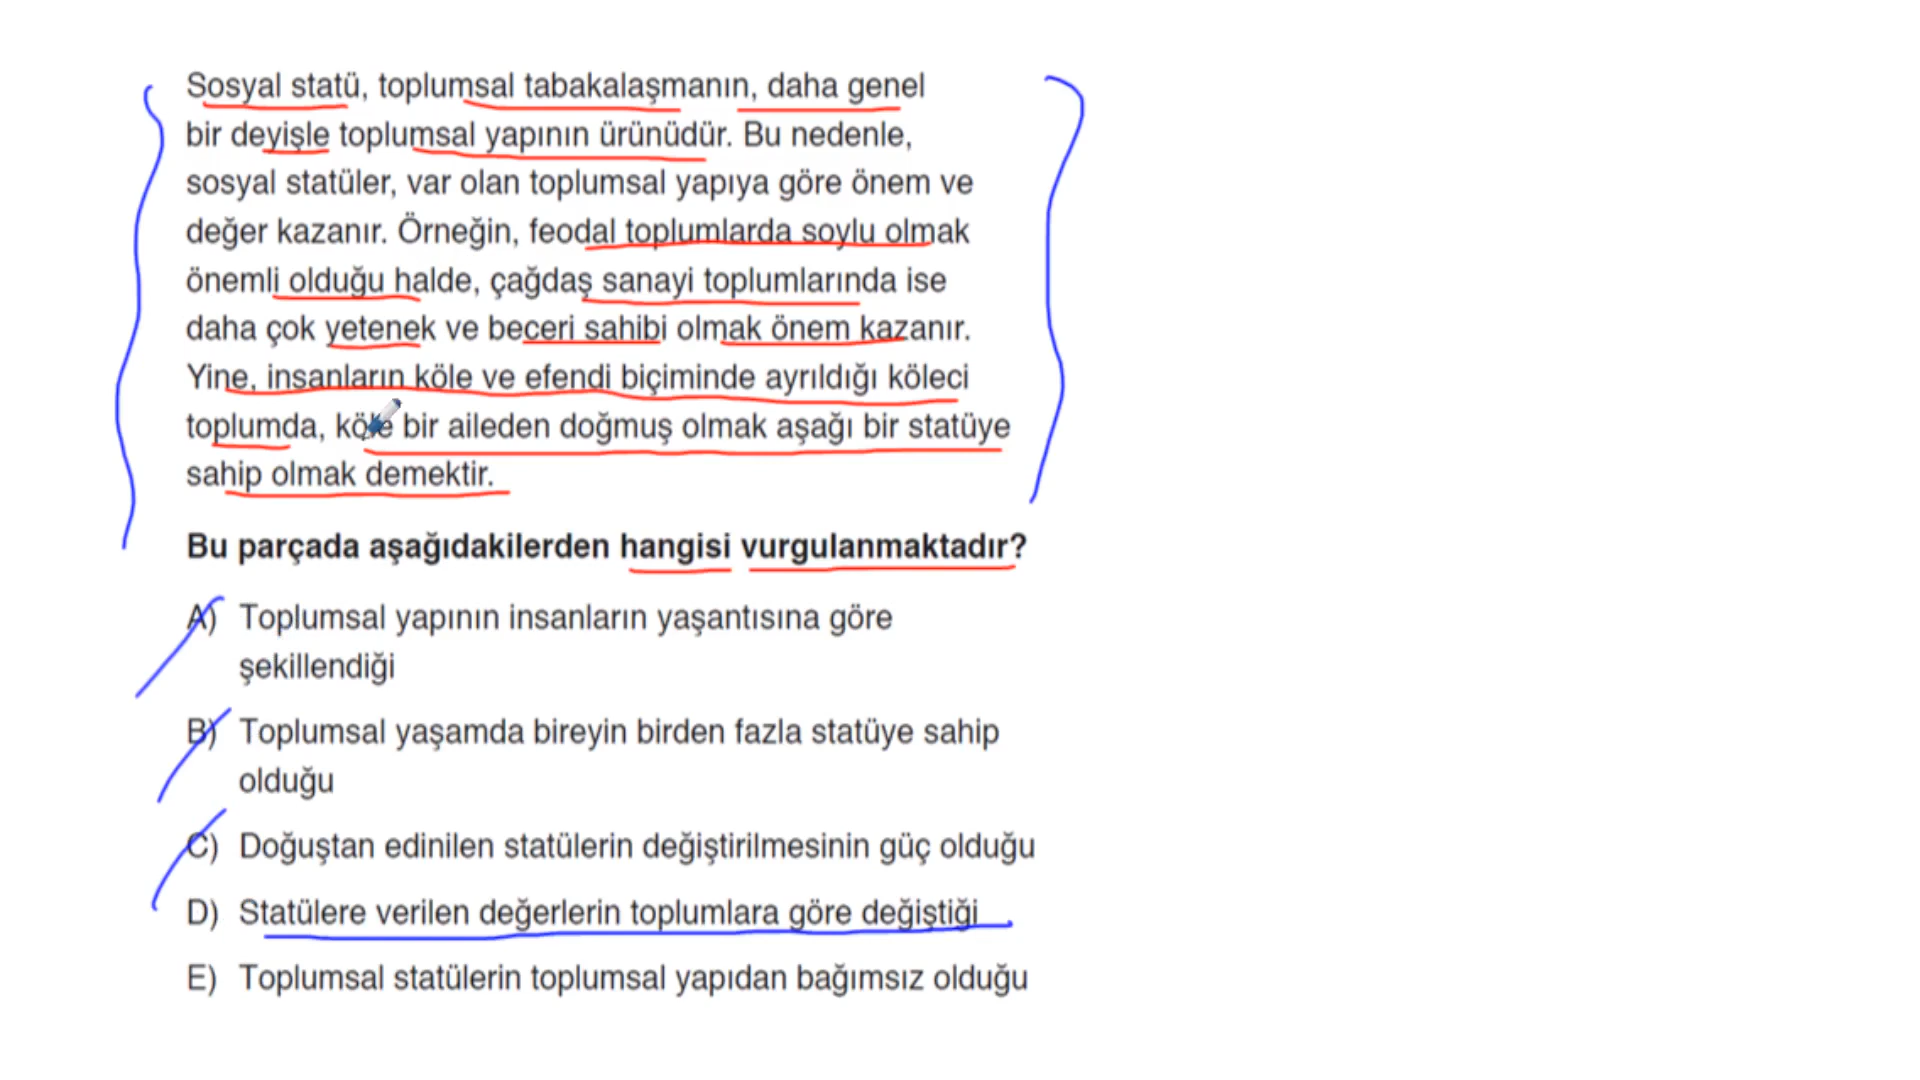 Sosyal statü, toplumsal tabakalaşmanın, daha genel
bir deyişle toplumsal yapının ürünüdür. Bu nedenle,
sosyal statüler, var olan toplumsal yapıya göre önem ve
değer kazanır. Örneğin, feodal toplumlarda soylu olmak
önemli olduğu halde, çağdaş sanayi toplumlarında ise
daha çok yetenek ve beceri sahibi olmak önem kazanır.
Yine, insanların köle ve efendi biçiminde ayrıldığı köleci
toplumda, köle bir aileden doğmuş olmak aşağı bir statüye
sahip olmak demektir.
Bu parçada aşağıdakilerden hangisi vurgulanmaktadır?
A) Toplumsal yapının insanların yaşantısına göre
şekillendiği
B) Toplumsal yaşamda bireyin birden fazla statüye sahip
olduğu
C) Doğuştan edinilen statülerin değiştirilmesinin güç olduğu
D) Statülere verilen değerlerin toplumlara göre değiştiği
E) Toplumsal statülerin toplumsal yapıdan bağımsız olduğu